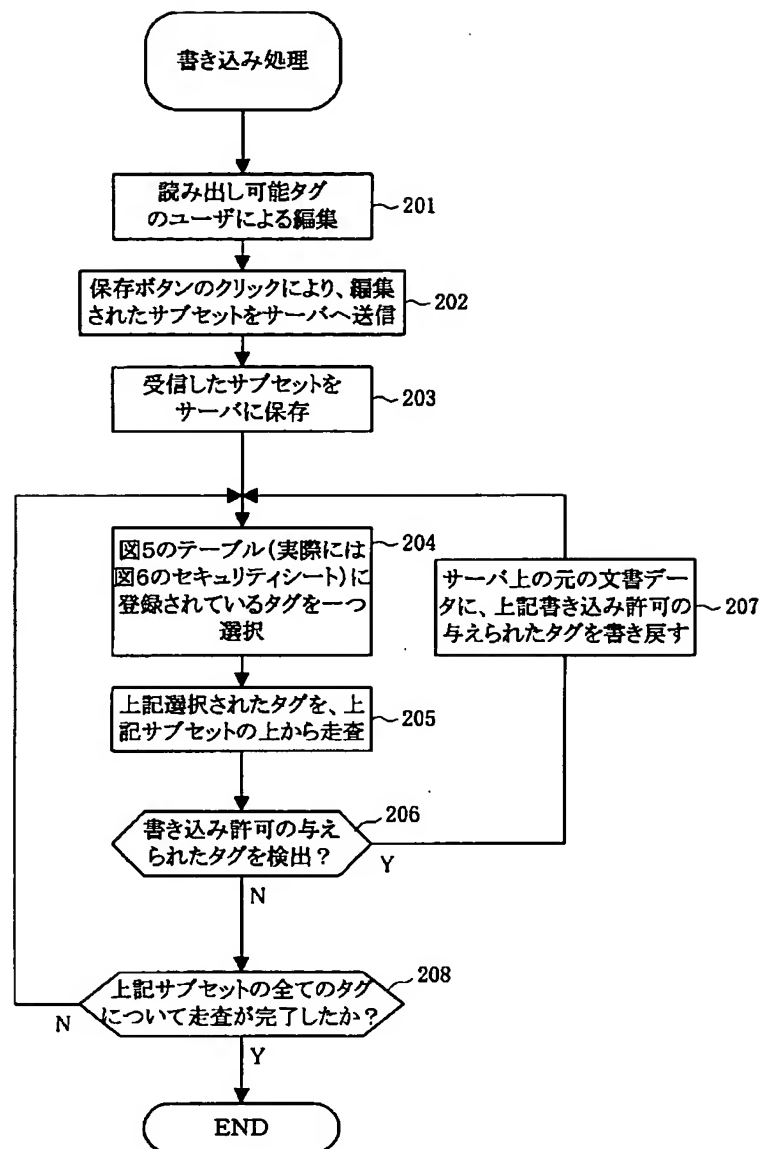 書き込み処理
読み出し可能タグ
のユーザによる編集
201
保存ボタンのクリックにより、編集
されたサブセットをサーバへ送信
202
受信したサブセットを
サーバに保存
203
図5のテーブル(実際には
図6のセキュリティシート)に
登録されているタグを一つ
選択
204
上記選択されたタグを、上
記サブセットの上から走査
205
書き込み許可の与え
られたタグを検出?
206
Y
N
サーバ上の元の文書デー
タに、上記書き込み許可の
与えられたタグを書き戻す
207
上記サブセットの全てのタグ
について走査が完了したか?
208
N
Y
END